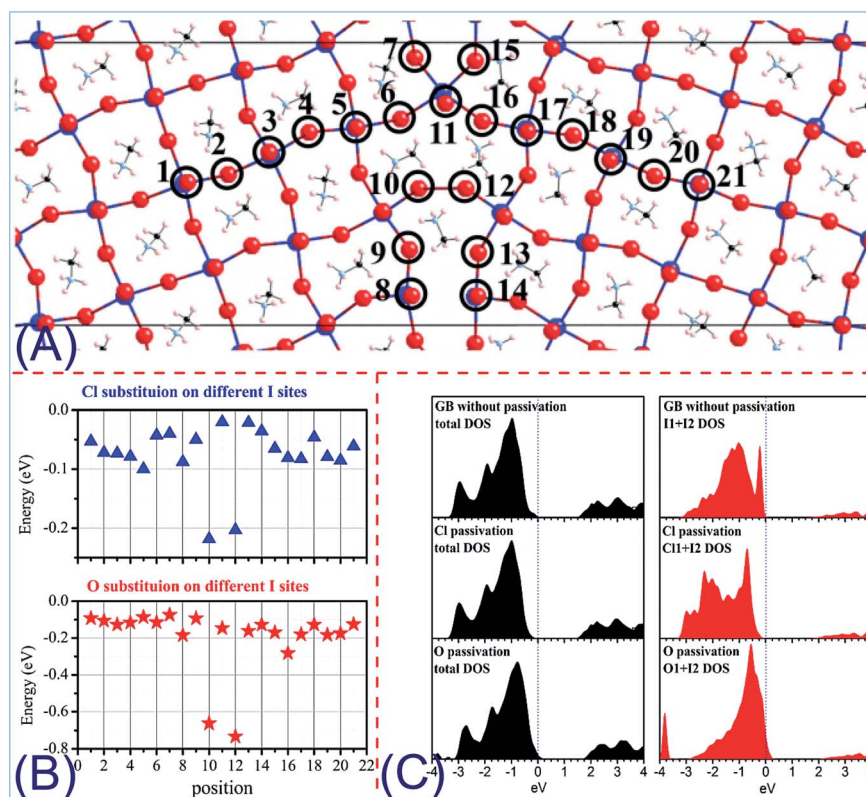 7
15
1
2
3
4
5
6
11
16
17
18
19
20
21
10
12
9
13
8
14
(A)
Cl substituion on different I sites
0.0
-0.1
-0.2
Energy (eV)
O substituion on different I sites
0.0
-0.2
-0.4
-0.6
-0.8
Energy (eV)
0 2 4 6 8 10 12 14 16 18 20 22
position
(B)
GB without passivation
total DOS
Cl passivation
total DOS
O passivation
total DOS
-4 -3 -2 -1 0 1 2 3 4
eV
GB without passivation
I1+I2 DOS
Cl passivation
Cl1+I2 DOS
O passivation
O1+I2 DOS
-4 -3 -2 -1 0 1 2 3
eV
(C)